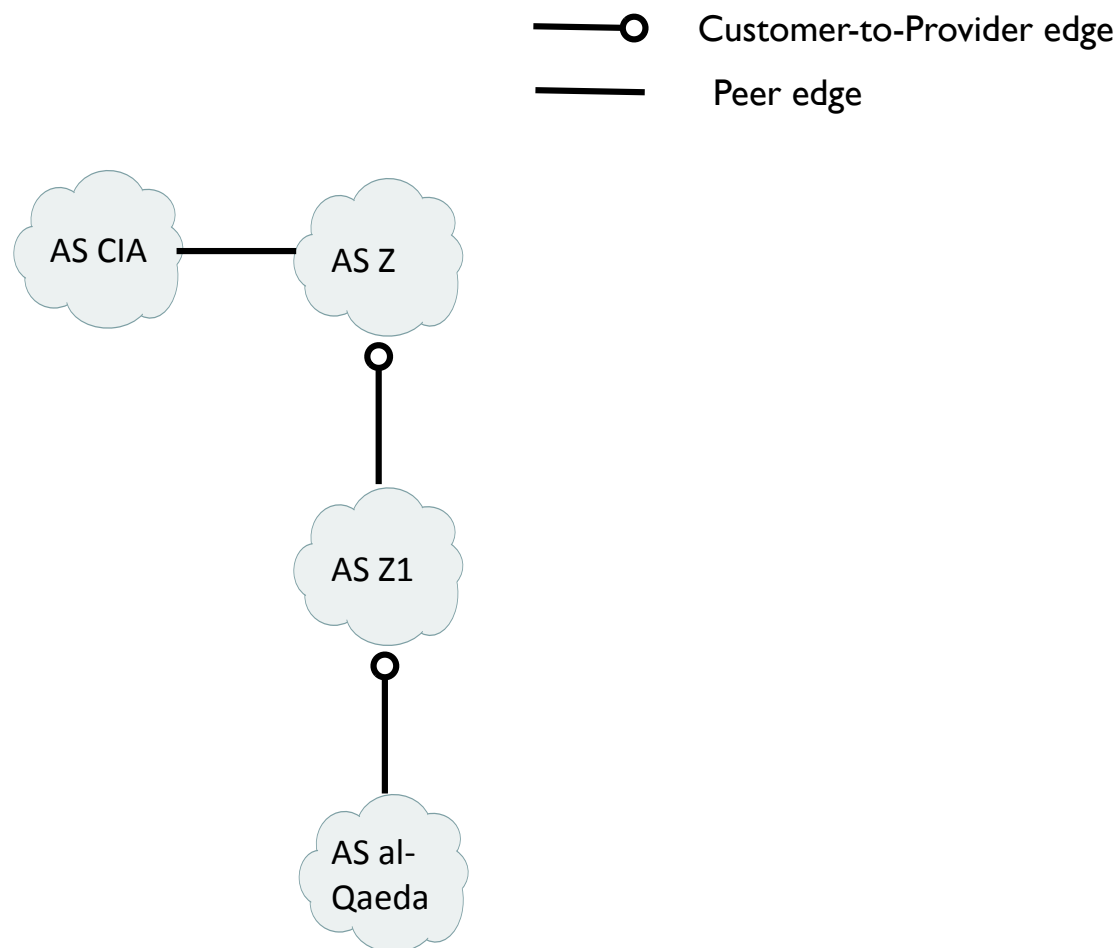 Customer-to-Provider edge
Peer edge
AS CIA
AS Z
AS Z1
AS al-
Qaeda